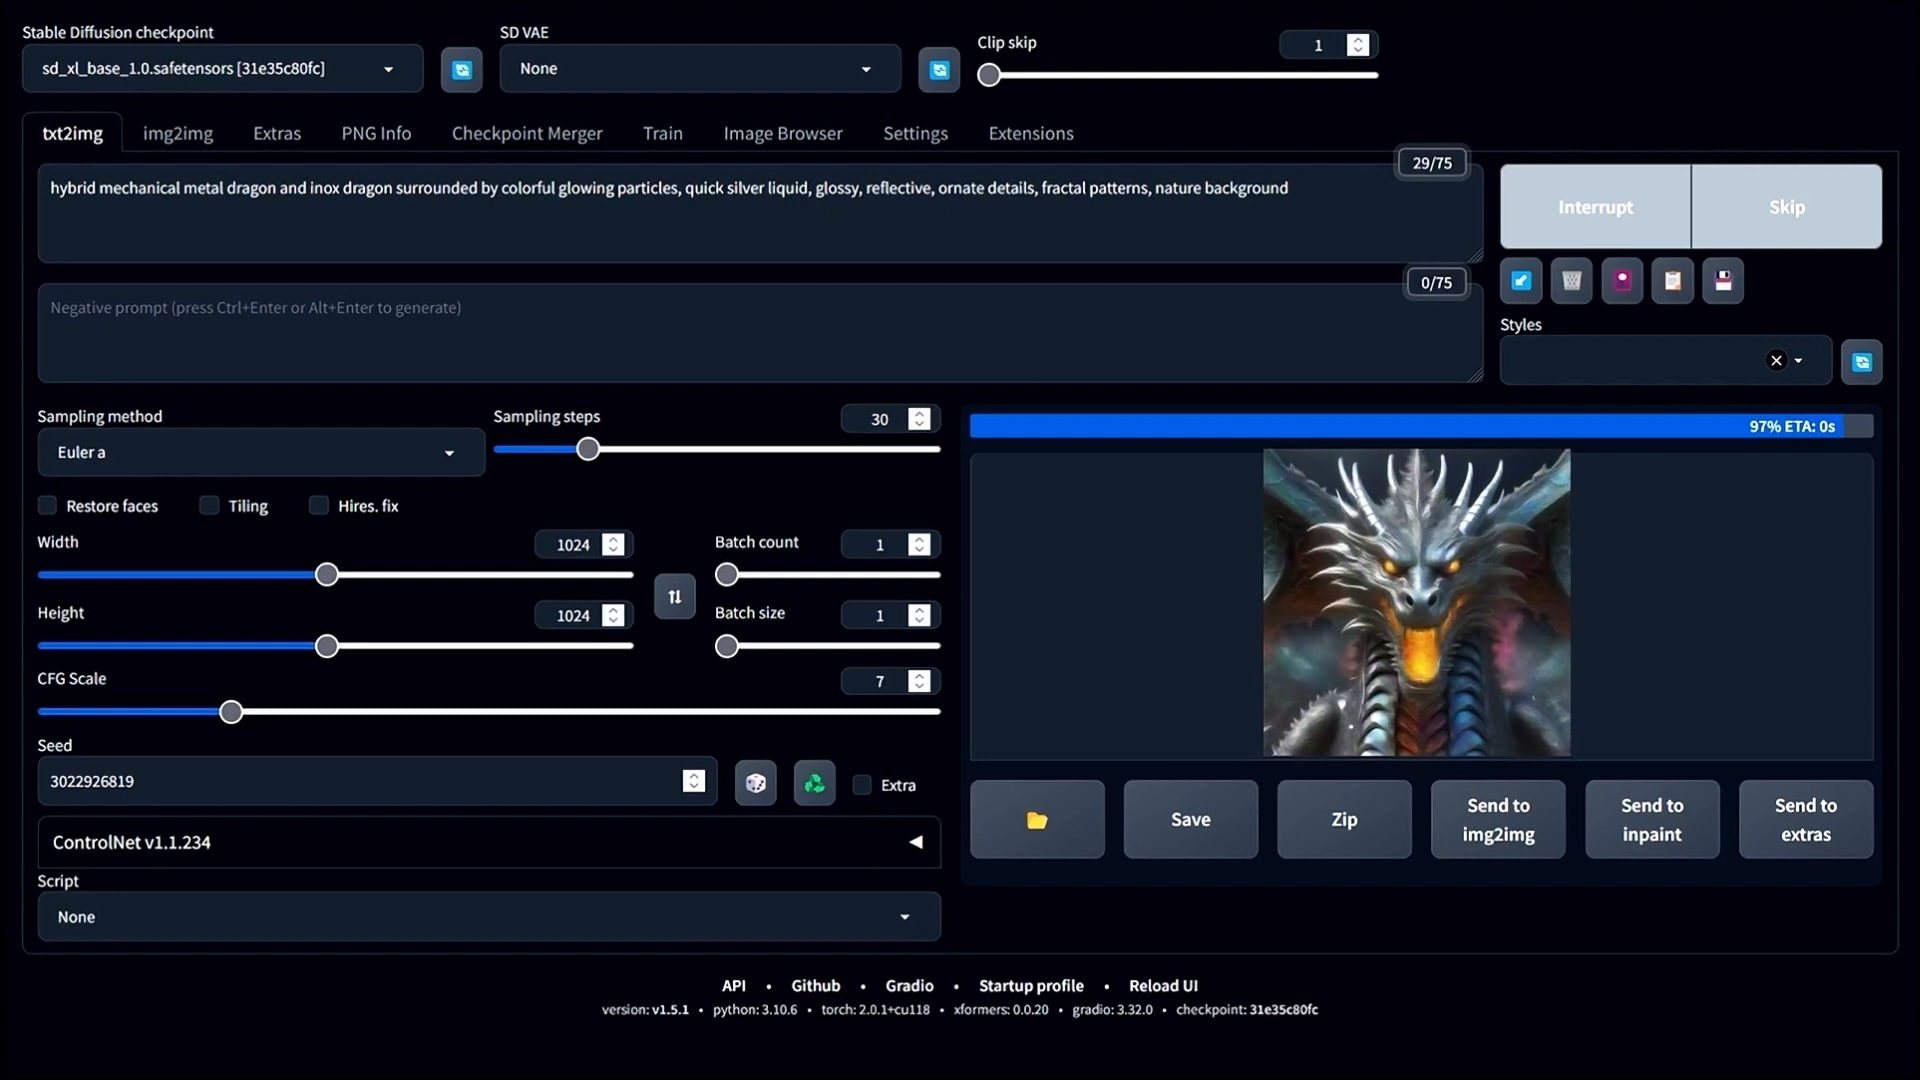 Stable Diffusion checkpoint
sd_xl_base_1.0.safetensors [31e35c80fc]
SD VAE
None
Clip skip
1
txt2img img2img Extras PNG Info Checkpoint Merger Train Image Browser Settings Extensions
29/75
hybrid mechanical metal dragon and inox dragon surrounded by colorful glowing particles, quick silver liquid, glossy, reflective, ornate details, fractal patterns, nature background
Interrupt Skip
0/75
Negative prompt (press Ctrl+Enter or Alt+Enter to generate)
Styles
Sampling method
Euler a
Sampling steps
30
97% ETA: 0s
Restore faces Tiling Hires. fix
Width
1024
Batch count
1
Height
1024
Batch size
1
CFG Scale
7
Seed
3022926819
Extra
Save
Zip
Send to
img2img
Send to
inpaint
Send to
extras
ControlNet v1.1.234
Script
None
API • Github • Gradio • Startup profile • Reload UI
version: v1.5.1 • python: 3.10.6 • torch: 2.0.1+cu118 • xformers: 0.0.20 • gradio: 3.32.0 • checkpoint: 31e35c80fc